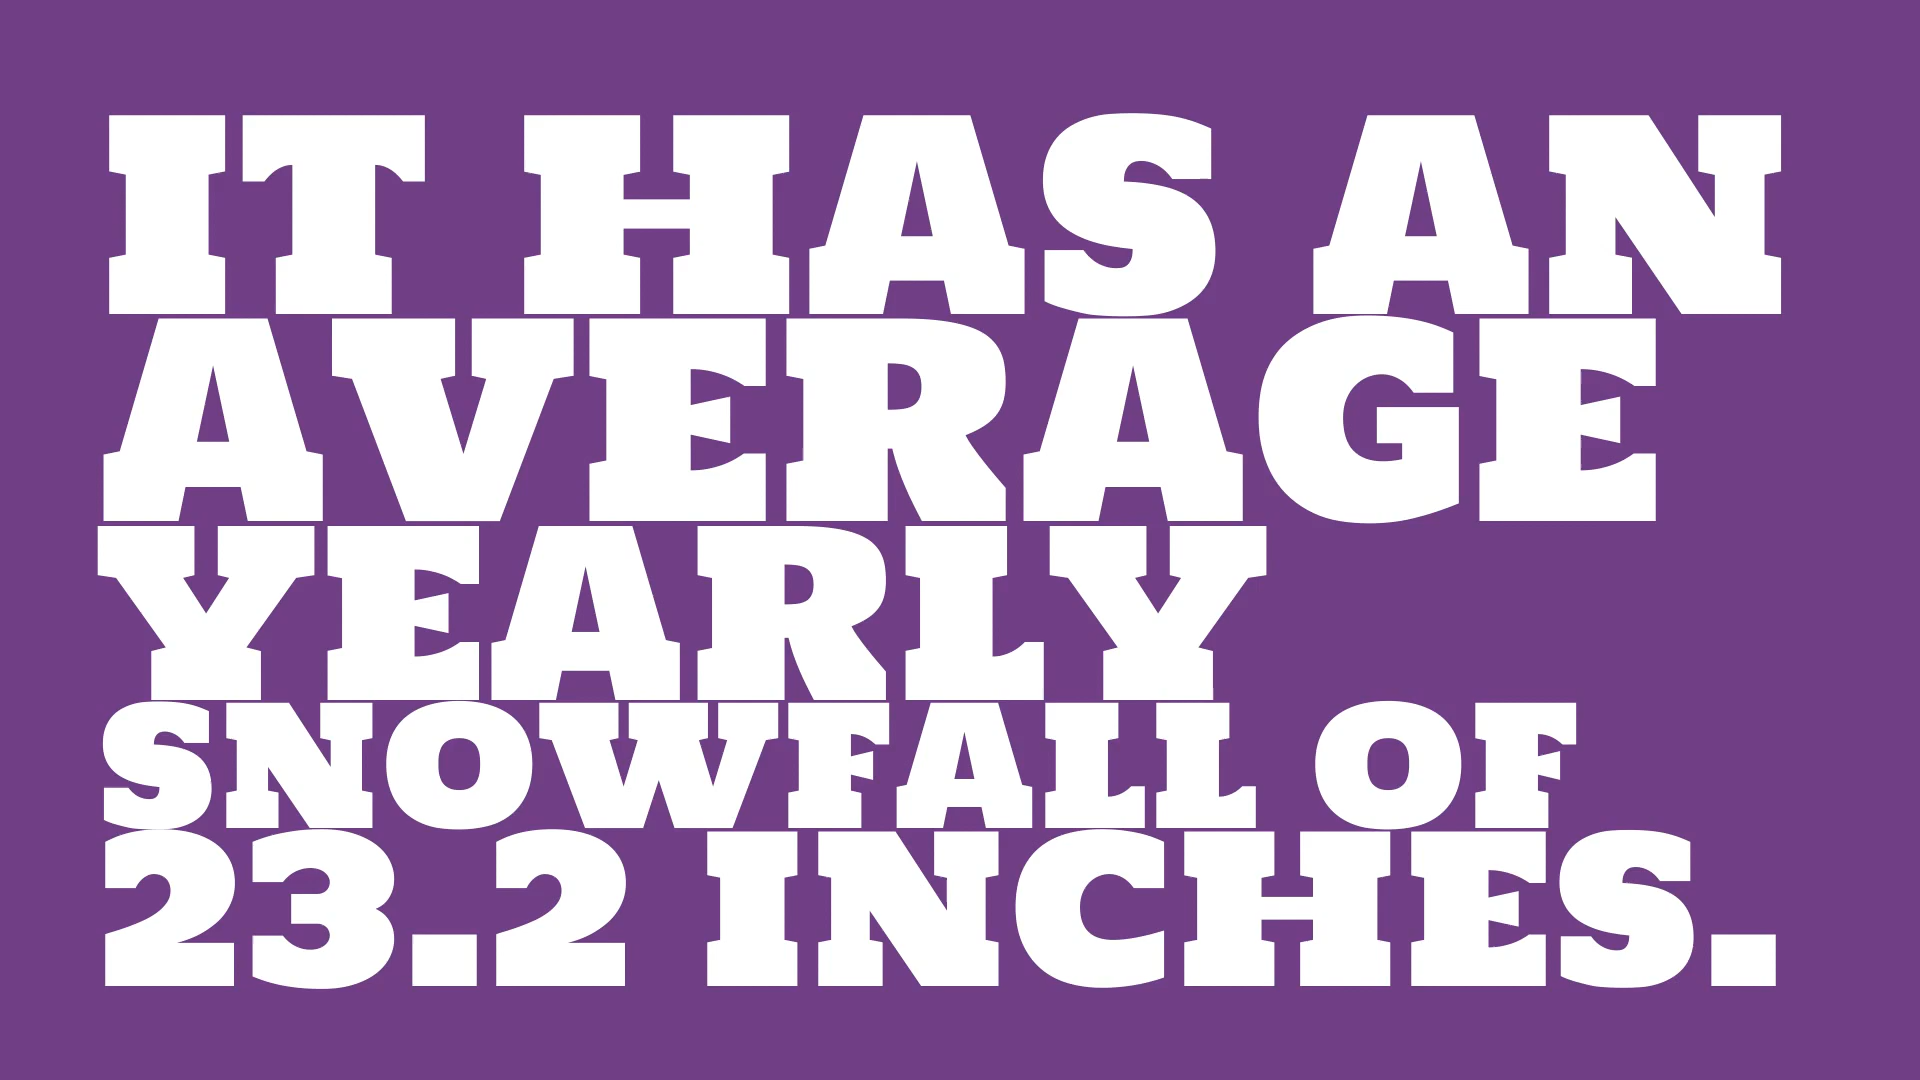 IT HAS AN
AVERAGE
YEARLY
SNOWFALL OF
23.2 INCHES.